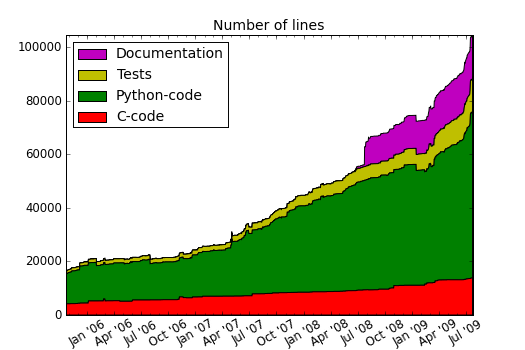 Number of lines
100000
80000
60000
40000
20000
0
Documentation
Tests
Python-code
C-code
Jan '06
Apr '06
Jul '06
Oct '06
Jan '07
Apr '07
Jul '07
Oct '07
Jan '08
Apr '08
Jul '08
Oct '08
Jan '09
Apr '09
Jul '09